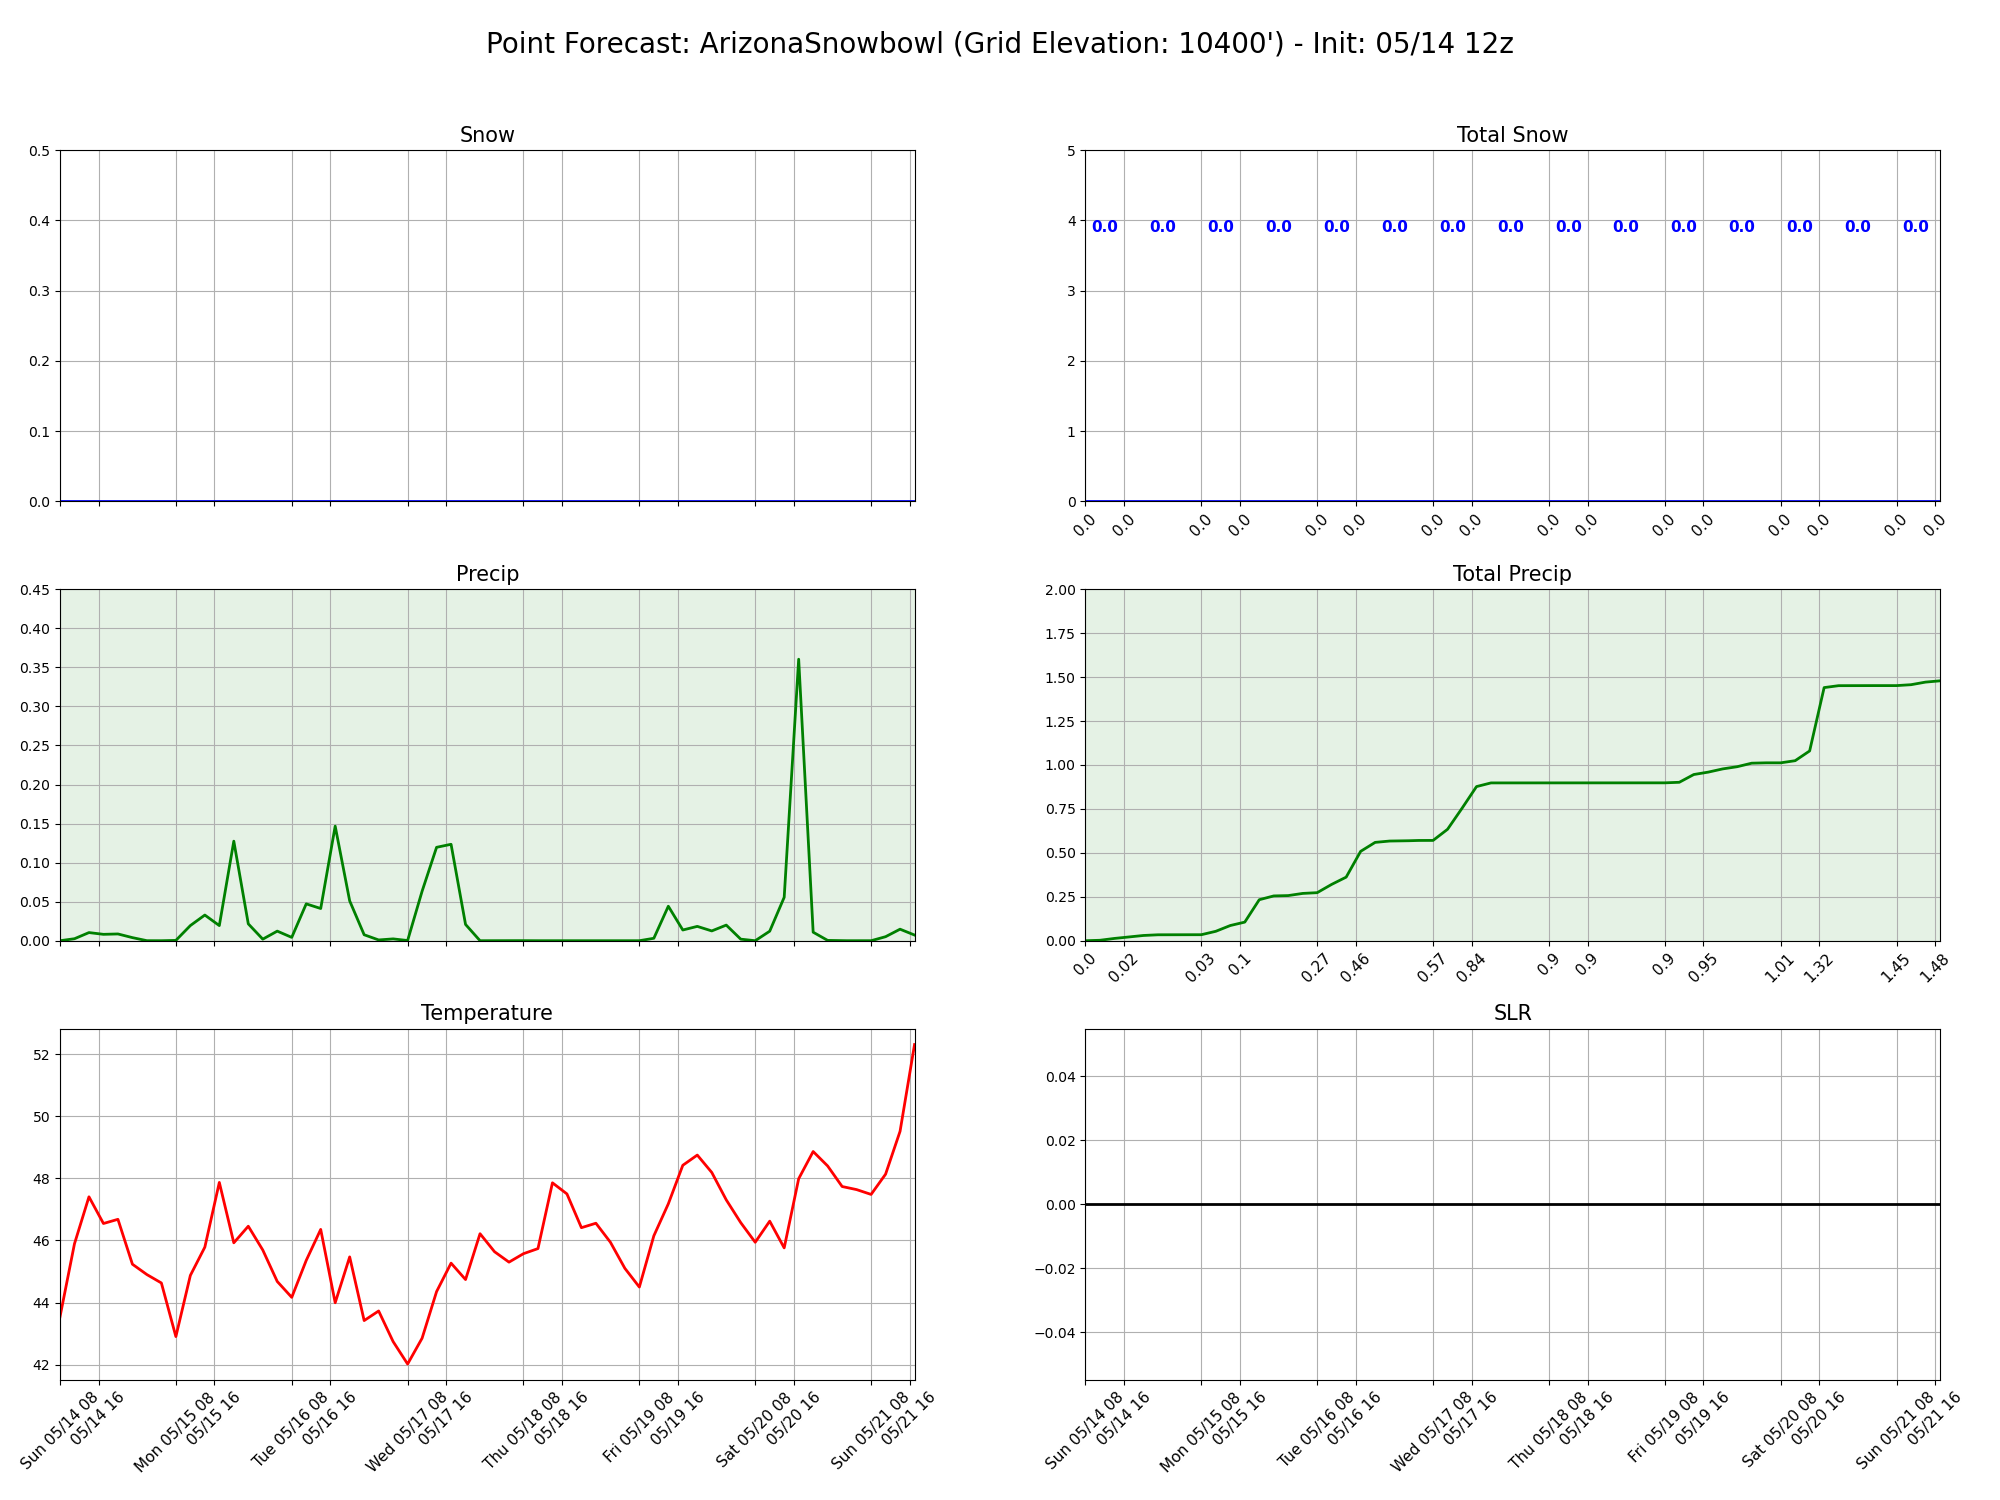 Point Forecast: ArizonaSnowbowl (Grid Elevation: 10400') - Init: 05/14 12z
Snow
0.5
0.4
0.3
0.2
0.1
0.0
Total Snow
5
4
3
2
1
0
0.0 0.0 0.0 0.0 0.0 0.0 0.0 0.0 0.0 0.0 0.0 0.0 0.0 0.0 0.0
0.0 0.0 0.0 0.0 0.0 0.0 0.0 0.0 0.0 0.0 0.0 0.0 0.0 0.0 0.0 0.0
Precip
0.45
0.40
0.35
0.30
0.25
0.20
0.15
0.10
0.05
0.00
Total Precip
2.00
1.75
1.50
1.25
1.00
0.75
0.50
0.25
0.00
0.0 0.02 0.03 0.1 0.27 0.46 0.57 0.84 0.9 0.9 0.9 0.95 1.01 1.32 1.45 1.48
Temperature
52
50
48
46
44
42
Sun 05/14 08
05/14 16
Mon 05/15 08
05/15 16
Tue 05/16 08
05/16 16
Wed 05/17 08
05/17 16
Thu 05/18 08
05/18 16
Fri 05/19 08
05/19 16
Sat 05/20 08
05/20 16
Sun 05/21 08
05/21 16
SLR
0.04
0.02
0.00
−0.02
−0.04
Sun 05/14 08
05/14 16
Mon 05/15 08
05/15 16
Tue 05/16 08
05/16 16
Wed 05/17 08
05/17 16
Thu 05/18 08
05/18 16
Fri 05/19 08
05/19 16
Sat 05/20 08
05/20 16
Sun 05/21 08
05/21 16